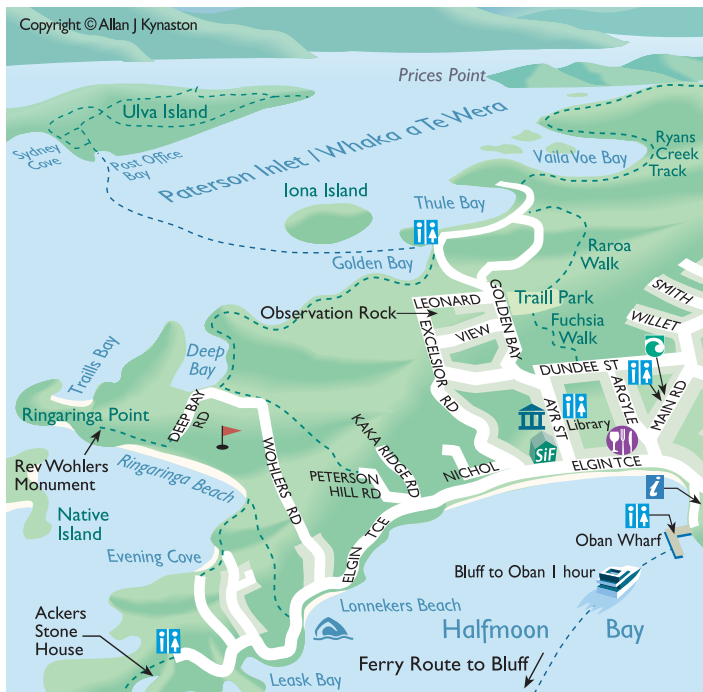 Copyright © Allan J Kynaston
Prices Point
Ulva Island
Sydney
Cove
Post Office
Bay
Paterson Inlet / Whaka a Te Wera
Vaila Voe Bay
Ryans
Creek
Track
Iona Island
Thule Bay
Golden Bay
Raroa
Walk
Observation Rock
LEONARD
VIEW
EXCELSIOR RD
GOLDEN BAY
Traill Park
Fuchsia
Walk
SMITH
WILLET
Traills Bay
Deep
Bay
DUNDEE ST
ARGYLE
MAIN RD
AYR ST
Library
Ringaringa Point
DEEP BAY
RD
Rev Wohlers
Monument
Ringaringa Beach
WOHLERS RD
KAKA RIDGE RD
PETERSON
HILL RD
NICHOL
SiF
ELGIN TCE
i
Native
Island
Evening Cove
ELGIN TCE
Oban Wharf
Bluff to Oban 1 hour
Ackers
Stone
House
Lonnekers Beach
Halfmoon Bay
Leask Bay
Ferry Route to Bluff